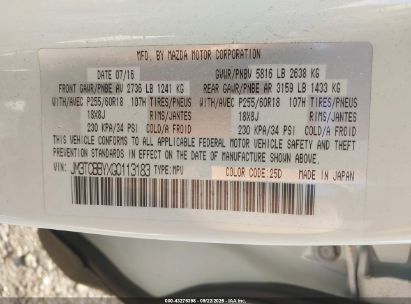 MFD. BY MAZDA MOTOR CORPORATION
DATE 07/16 GVWR/PNBV 5816 LB 2638 KG
FRONT GAWR/PNBE AV 2736 LB 1241 KG REAR GAWR/PNBE AR 3159 LB 1433 KG
WITH/AVEC P255/60R18 107H TIRES/PNEUS WITH/AVEC P255/60R18 107H TIRES/PNEUS
18X8J RIMS/JANTES 18X8J RIMS/JANTES
230 KPA/34 PSI COLD/A FROID 230 KPA/34 PSI COLD/A FROID
THIS VEHICLE CONFORMS TO ALL APPLICABLE FEDERAL MOTOR VEHICLE SAFETY, BUMPER, AND THEFT
PREVENTION STANDARDS IN EFFECT ON THE DATE OF MANUFACTURE SHOWN ABOVE.
VIN: JM3TCBBYXG0113183 TYPE:MPV COLOR CODE:25D MADE IN JAPAN